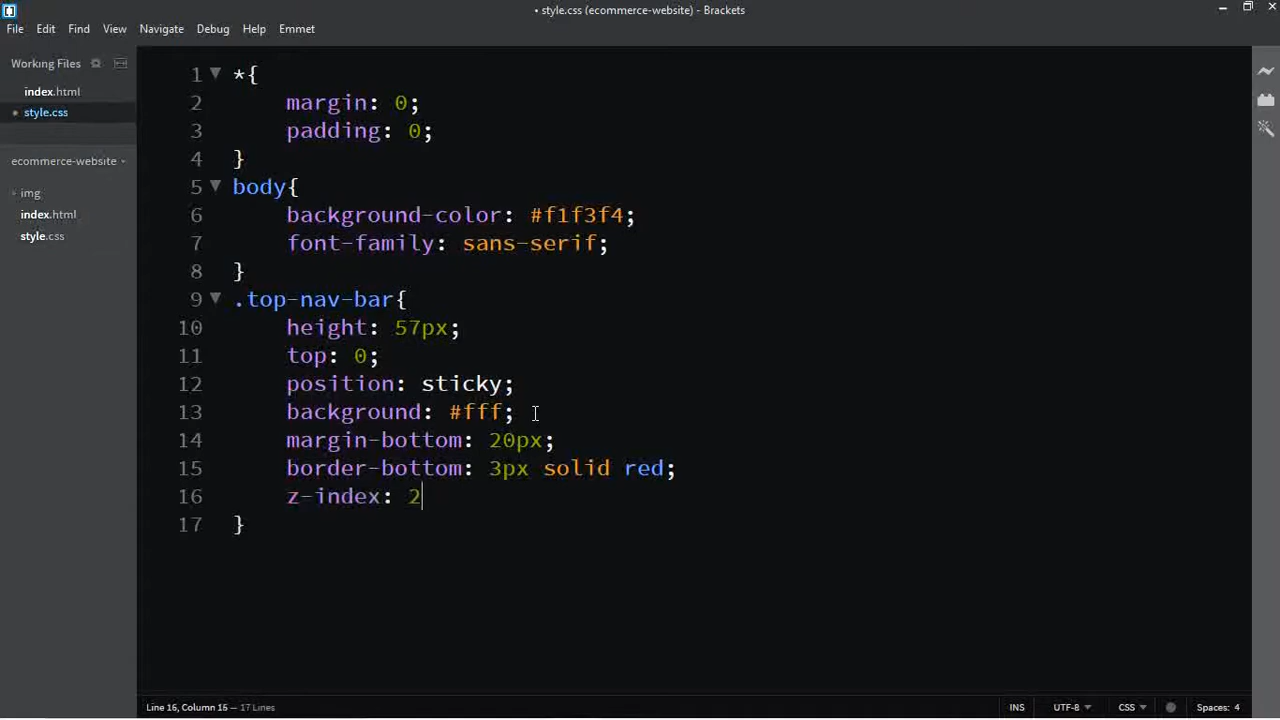 • style.css (ecommerce-website) - Brackets
File Edit Find View Navigate Debug Help Emmet
Working Files
index.html
style.css
ecommerce-website
img
index.html
style.css
1 *{
2 margin: 0;
3 padding: 0;
4 }
5 body{
6 background-color: #f1f3f4;
7 font-family: sans-serif;
8 }
9 .top-nav-bar{
10 height: 57px;
11 top: 0;
12 position: sticky;
13 background: #fff;
14 margin-bottom: 20px;
15 border-bottom: 3px solid red;
16 z-index: 2
17 }
Line 16, Column 15 — 17 Lines
INS UTF-8 CSS Spaces: 4